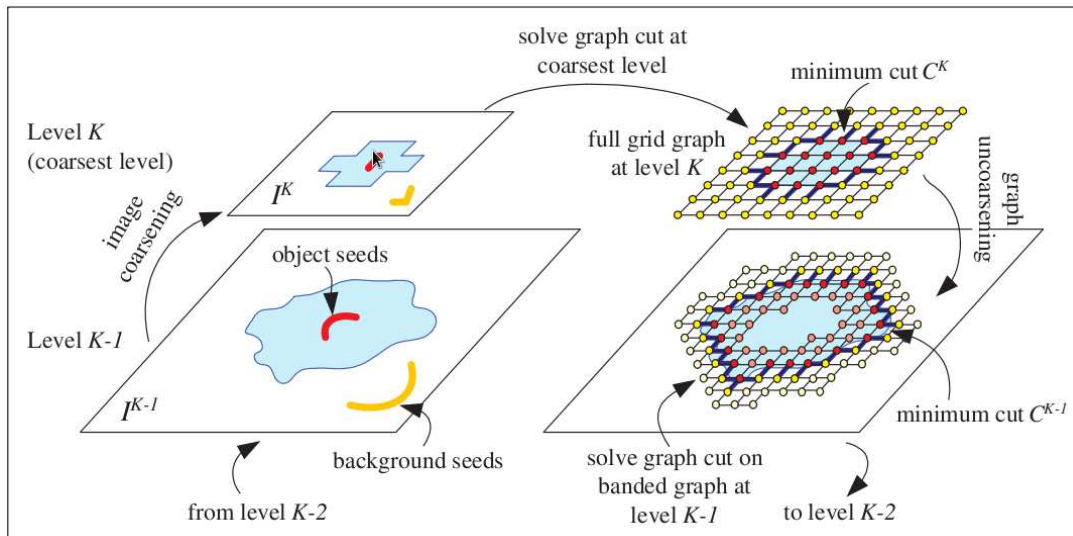 solve graph cut at
coarsest level
minimum cut C^K
Level K
(coarsest level)
full grid graph
at level K
I^K
image
coarsening
graph
uncoarsening
object seeds
Level K-1
I^{K-1}
minimum cut C^{K-1}
background seeds
solve graph cut on
banded graph at
level K-1
from level K-2
to level K-2